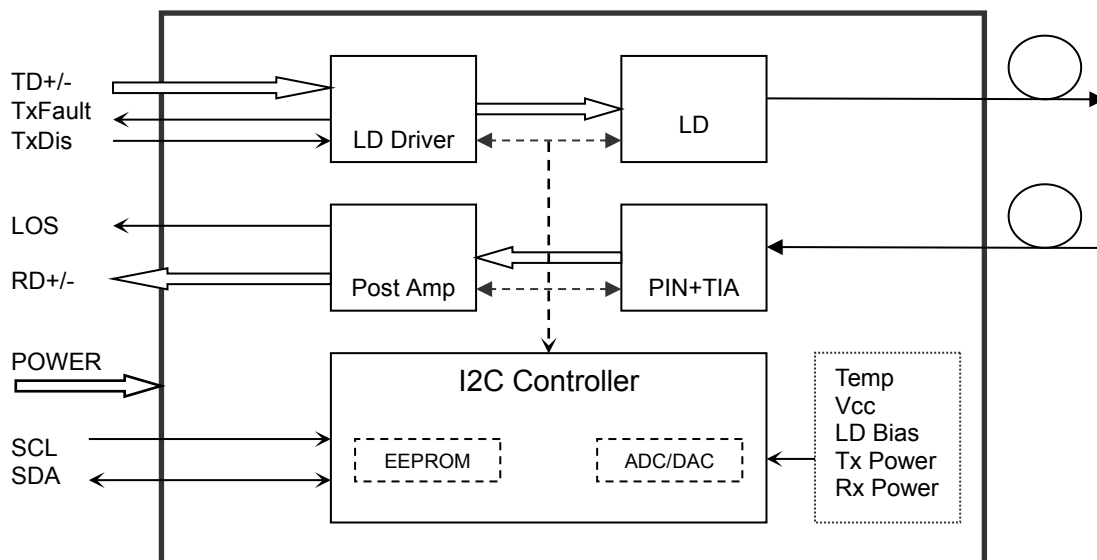 TD+/-
TxFault
TxDis
LD Driver
LD
LOS
RD+/-
Post Amp
PIN+TIA
POWER
I2C Controller
SCL
SDA
EEPROM
ADC/DAC
Temp
Vcc
LD Bias
Tx Power
Rx Power